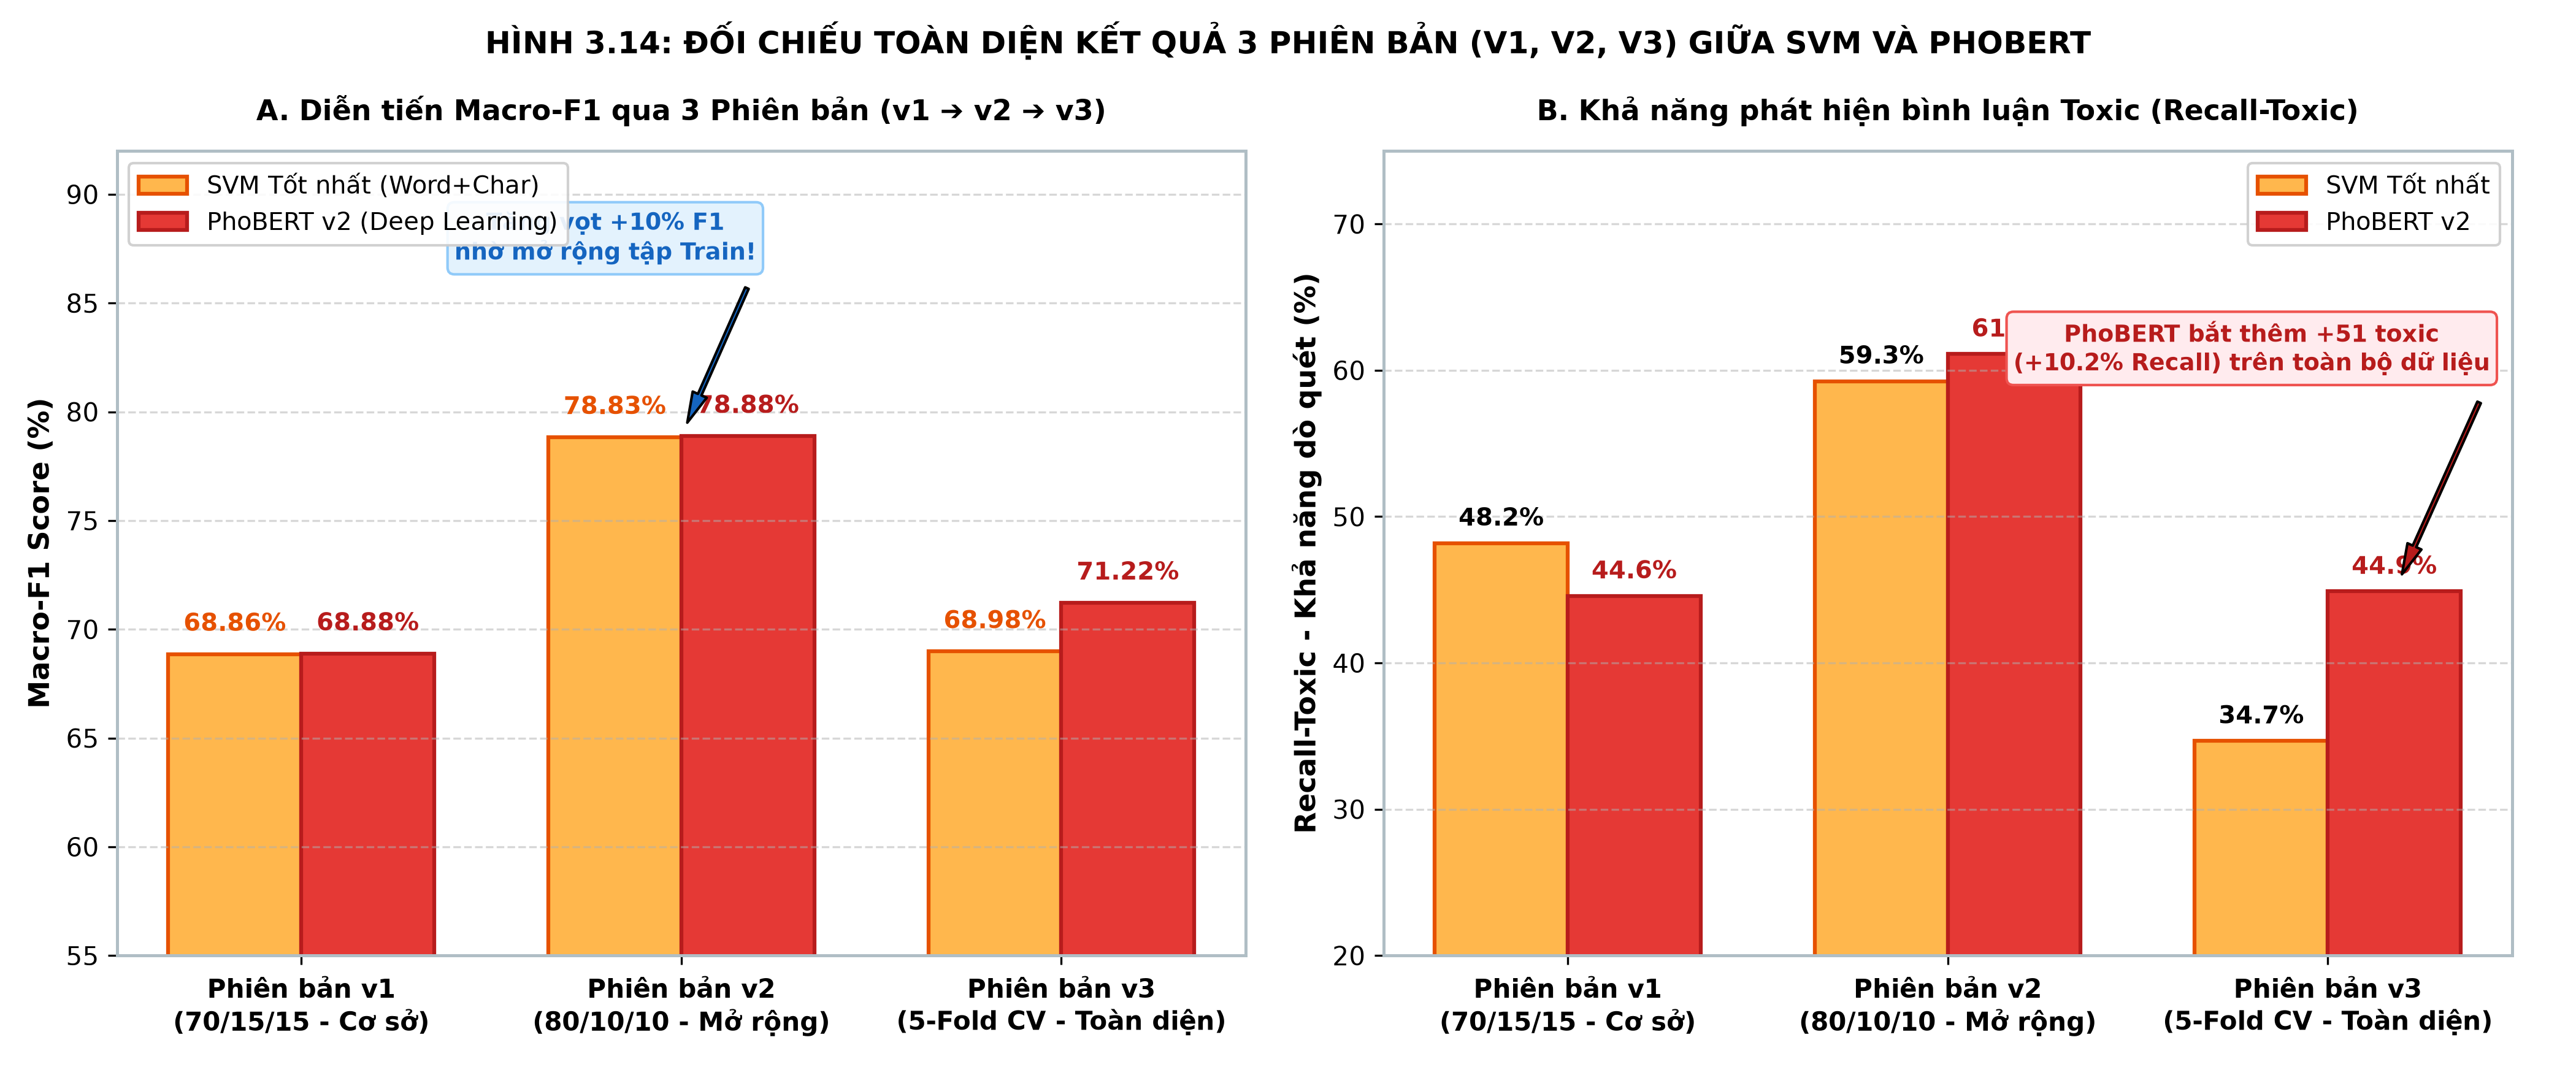 HÌNH 3.14: ĐỐI CHIẾU TOÀN DIỆN KẾT QUẢ 3 PHIÊN BẢN (V1, V2, V3) GIỮA SVM VÀ PHOBERT
A. Diễn tiến Macro-F1 qua 3 Phiên bản (v1 → v2 → v3)
SVM Tốt nhất (Word+Char)
PhoBERT v2 (Deep Learning)
vọt +10% F1
nhờ mở rộng tập Train!
Macro-F1 Score (%)
90
85
80
75
70
65
60
55
68.86%
68.88%
78.83%
78.88%
68.98%
71.22%
Phiên bản v1
(70/15/15 - Cơ sở)
Phiên bản v2
(80/10/10 - Mở rộng)
Phiên bản v3
(5-Fold CV - Toàn diện)
B. Khả năng phát hiện bình luận Toxic (Recall-Toxic)
SVM Tốt nhất
PhoBERT v2
PhoBERT bắt thêm +51 toxic
(+10.2% Recall) trên toàn bộ dữ liệu
Recall-Toxic - Khả năng dò quét (%)
70
60
50
40
30
20
48.2%
44.6%
59.3%
61
34.7%
44.9%
Phiên bản v1
(70/15/15 - Cơ sở)
Phiên bản v2
(80/10/10 - Mở rộng)
Phiên bản v3
(5-Fold CV - Toàn diện)